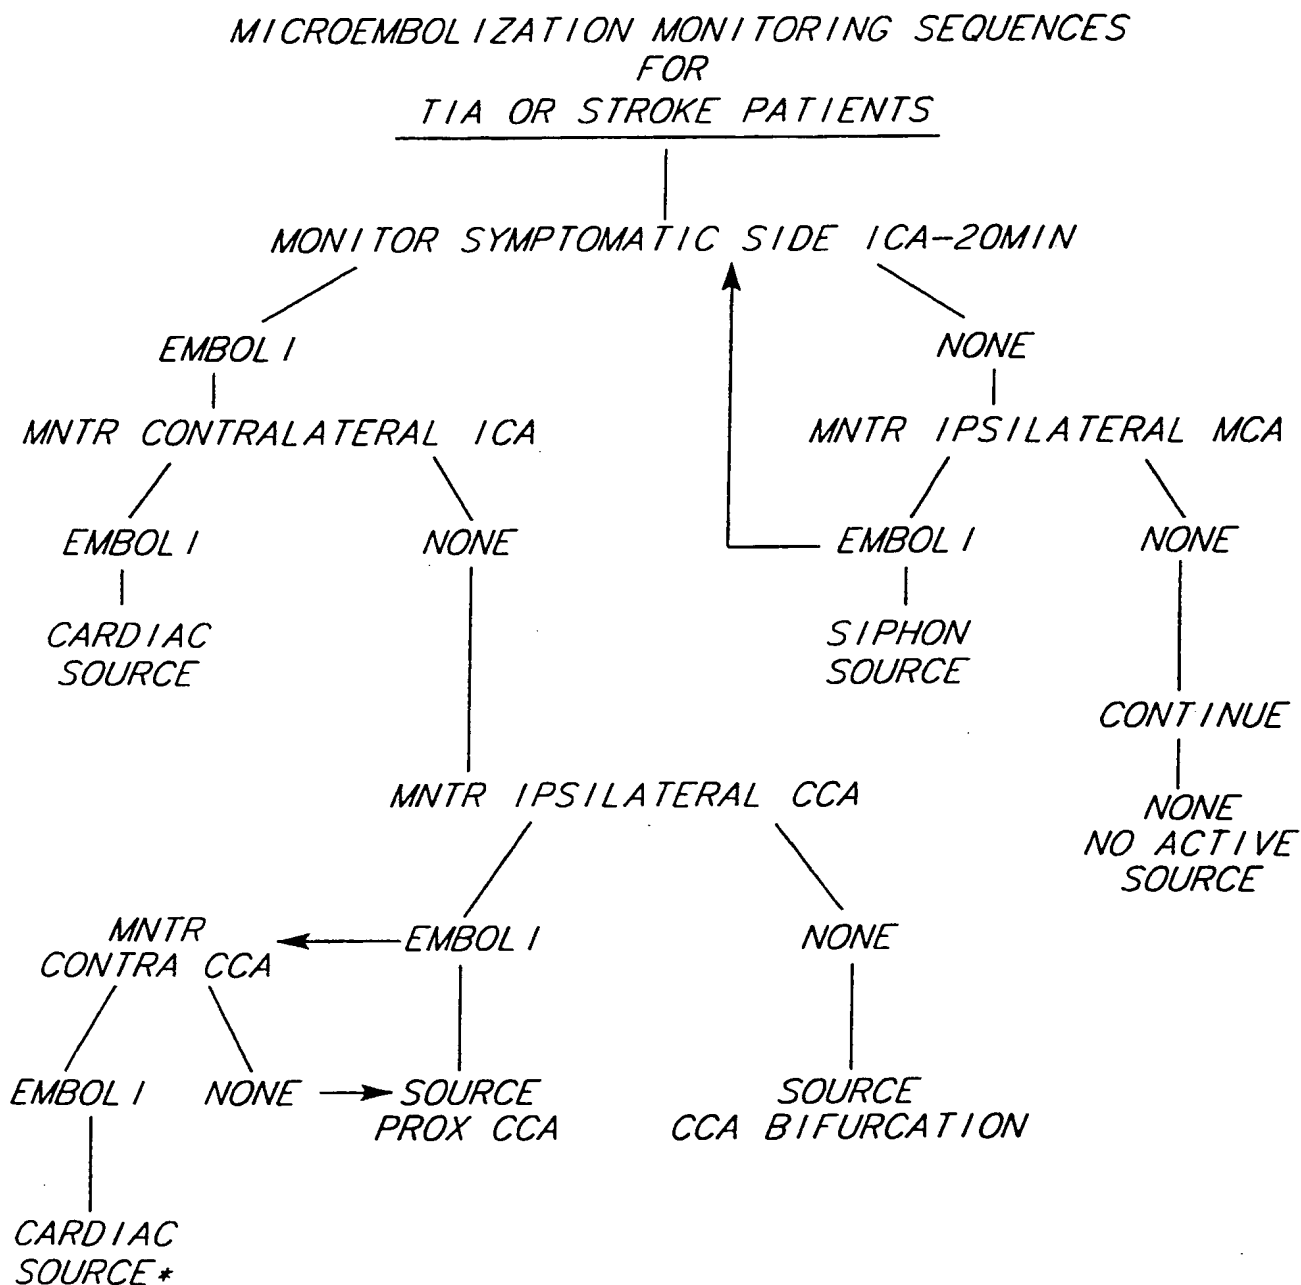 MICROEMBOLIZATION MONITORING SEQUENCES
FOR
TIA OR STROKE PATIENTS
MONITOR SYMPTOMATIC SIDE ICA-20MIN
EMBOLI
NONE
MNTR CONTRALATERAL ICA
MNTR IPSILATERAL MCA
EMBOLI
NONE
EMBOLI
NONE
CARDIAC
SOURCE
SIPHON
SOURCE
CONTINUE
MNTR IPSILATERAL CCA
NONE
NO ACTIVE
SOURCE
MNTR
CONTRA CCA
EMBOLI
NONE
EMBOLI
NONE
SOURCE
PROX CCA
SOURCE
CCA BIFURCATION
CARDIAC
SOURCE*